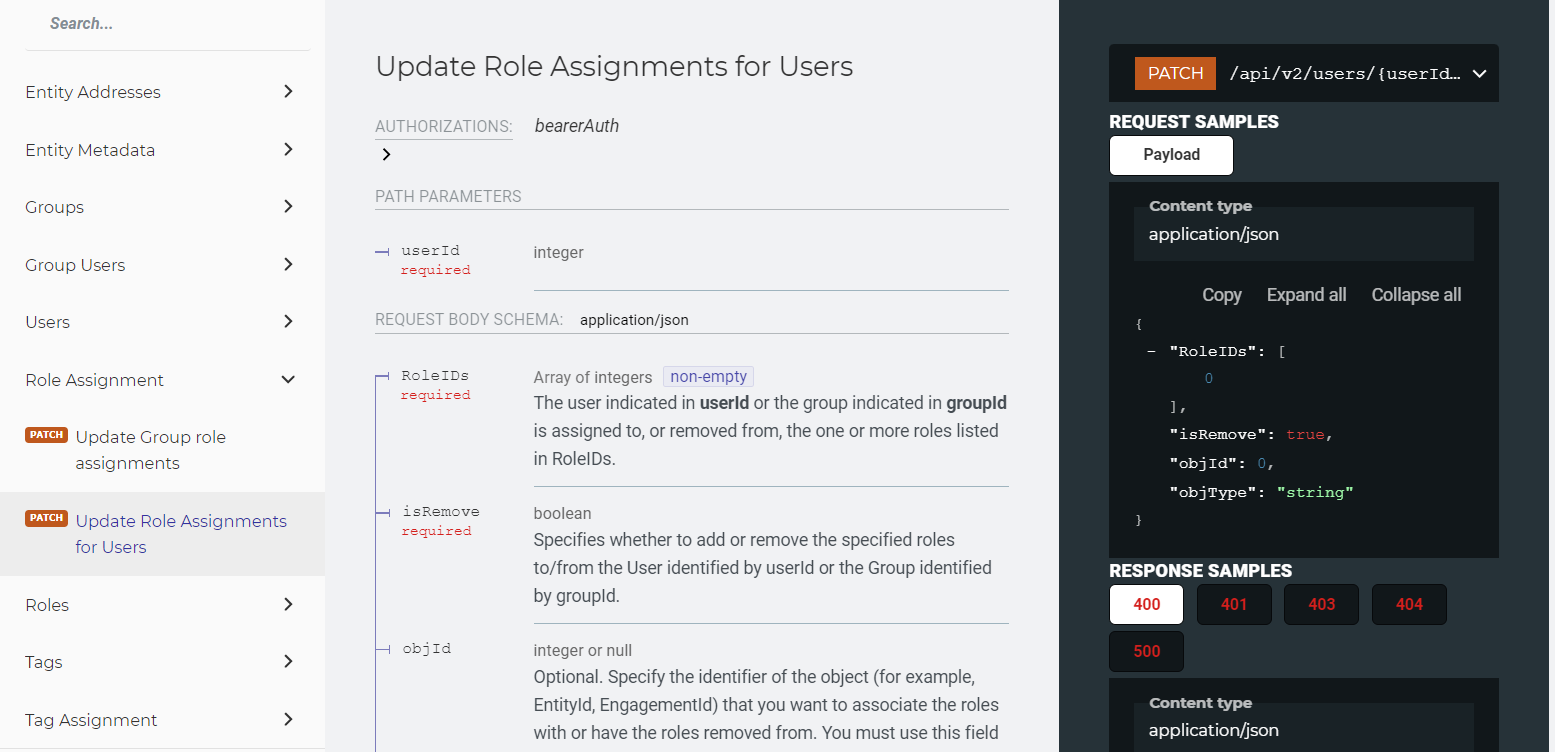 Search...
Entity Addresses
Entity Metadata
Groups
Group Users
Users
Role Assignment
PATCH Update Group role
assignments
PATCH Update Role Assignments
for Users
Roles
Tags
Tag Assignment
Update Role Assignments for Users
AUTHORIZATIONS: bearerAuth
PATH PARAMETERS
userId integer
required
REQUEST BODY SCHEMA: application/json
RoleIDs Array of integers non-empty
required
The user indicated in userId or the group indicated in groupId
is assigned to, or removed from, the one or more roles listed
in RoleIDs.
isRemove boolean
required
Specifies whether to add or remove the specified roles
to/from the User identified by userId or the Group identified
by groupId.
objId integer or null
Optional. Specify the identifier of the object (for example,
EntityId, EngagementId) that you want to associate the roles
with or have the roles removed from. You must use this field
PATCH /api/v2/users/{userId…
REQUEST SAMPLES
Payload
Content type
application/json
Copy Expand all Collapse all
{
– "RoleIDs": [
0
],
"isRemove": true,
"objId": 0,
"objType": "string"
}
RESPONSE SAMPLES
400 401 403 404
500
Content type
application/json